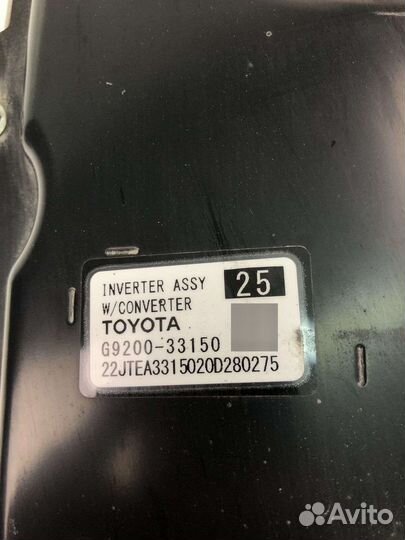 INVERTER ASSY 25
W/CONVERTER
TOYOTA
G9200-33150
22JTEA3315020D280275
Avito